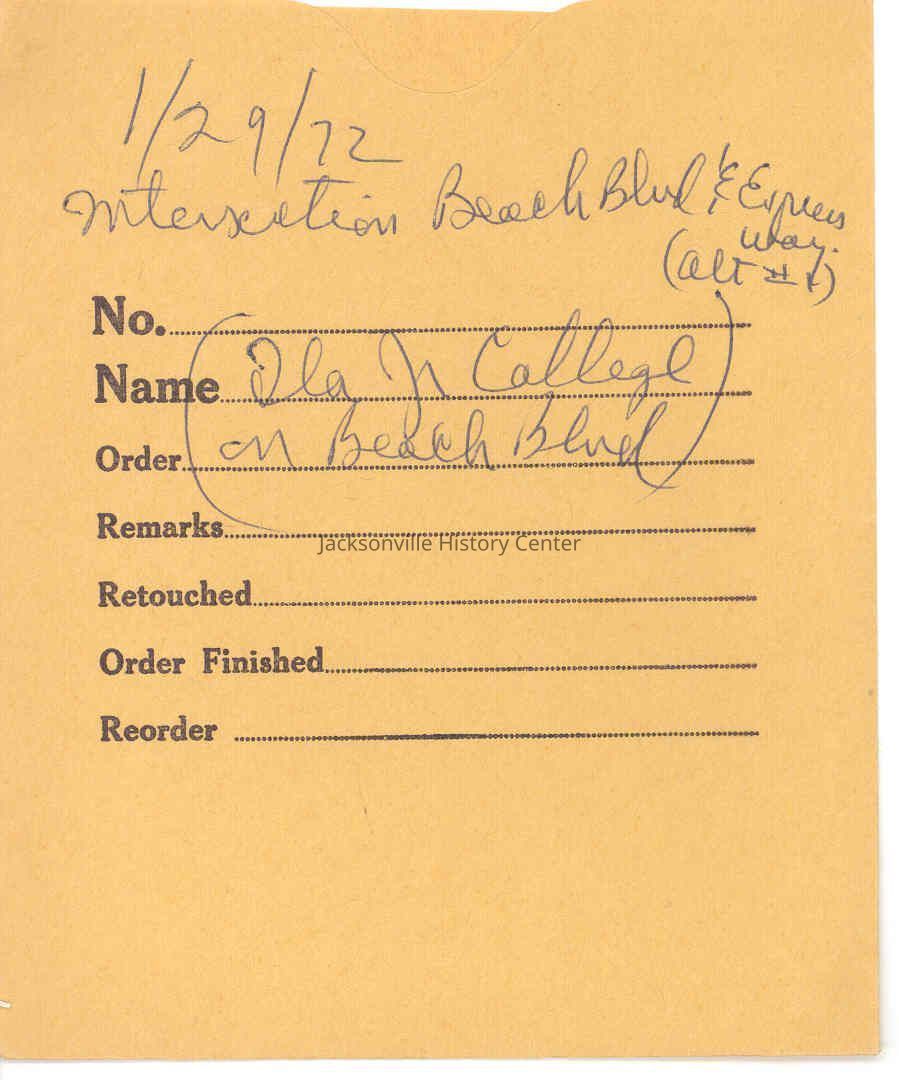 1/29/72
Intersection Beach Blvd & Express
way.
(alt #1)
No.
(Fla Jr College
Name
on Beach Blvd)
Order
Remarks
Jacksonville History Center
Retouched
Order Finished
Reorder